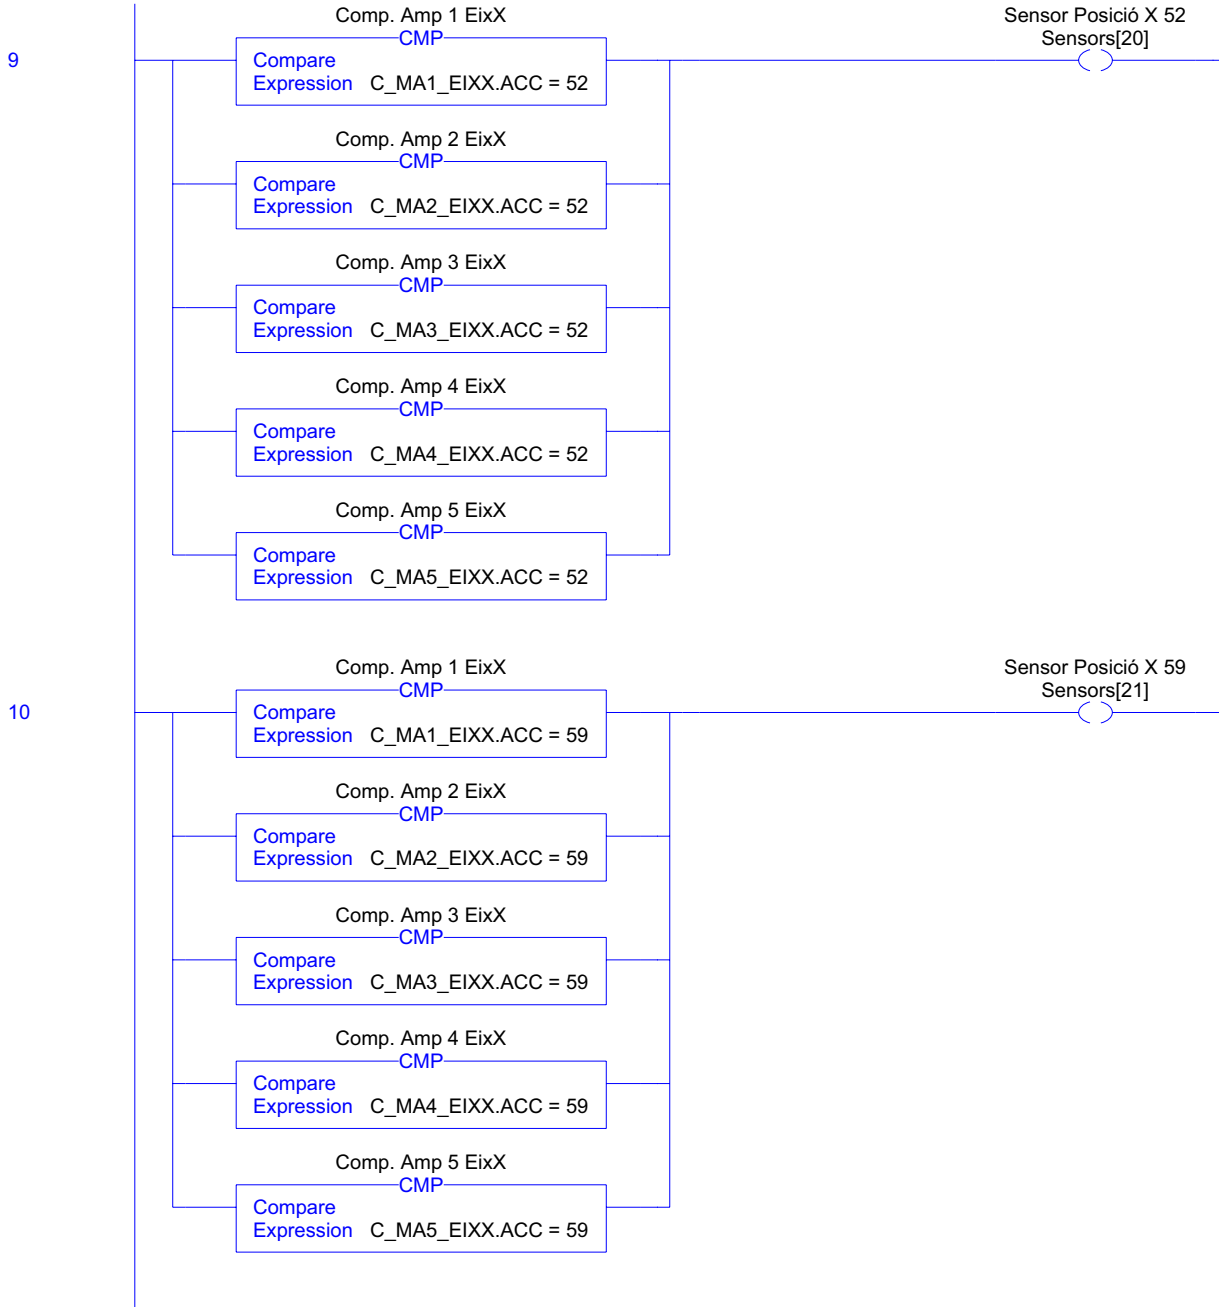 Comp. Amp 1 EixX
Sensor Posició X 52
CMP
Sensors[20]
9
Compare
Expression C_MA1_EIXX.ACC = 52
Comp. Amp 2 EixX
CMP
Compare
Expression C_MA2_EIXX.ACC = 52
Comp. Amp 3 EixX
CMP
Compare
Expression C_MA3_EIXX.ACC = 52
Comp. Amp 4 EixX
CMP
Compare
Expression C_MA4_EIXX.ACC = 52
Comp. Amp 5 EixX
CMP
Compare
Expression C_MA5_EIXX.ACC = 52
Comp. Amp 1 EixX
Sensor Posició X 59
CMP
Sensors[21]
10
Compare
Expression C_MA1_EIXX.ACC = 59
Comp. Amp 2 EixX
CMP
Compare
Expression C_MA2_EIXX.ACC = 59
Comp. Amp 3 EixX
CMP
Compare
Expression C_MA3_EIXX.ACC = 59
Comp. Amp 4 EixX
CMP
Compare
Expression C_MA4_EIXX.ACC = 59
Comp. Amp 5 EixX
CMP
Compare
Expression C_MA5_EIXX.ACC = 59